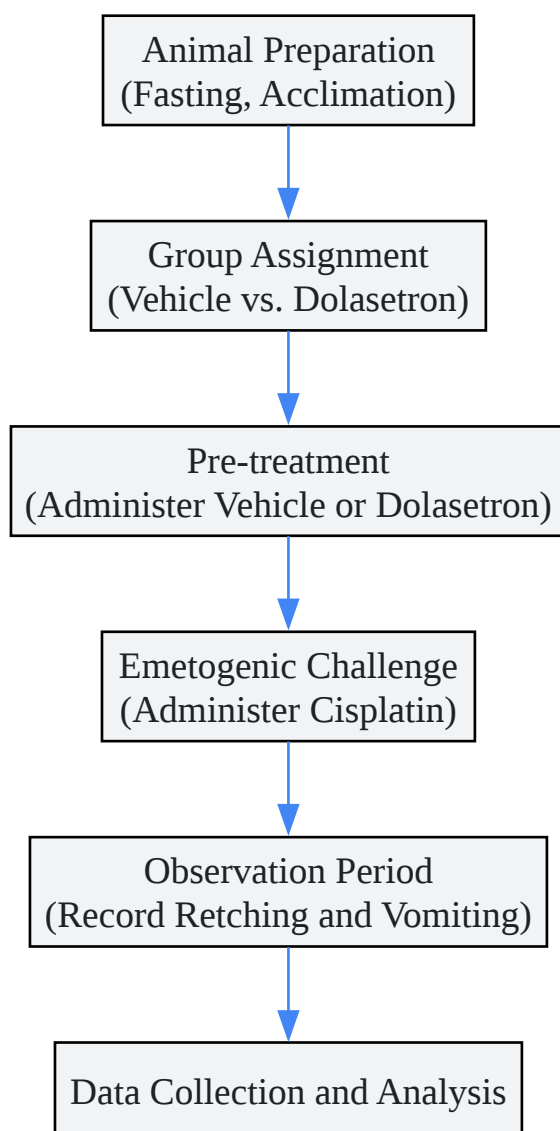 Animal Preparation
(Fasting, Acclimation)
Group Assignment
(Vehicle vs. Dolasetron)
Pre-treatment
(Administer Vehicle or Dolasetron)
Emetogenic Challenge
(Administer Cisplatin)
Observation Period
(Record Retching and Vomiting)
Data Collection and Analysis